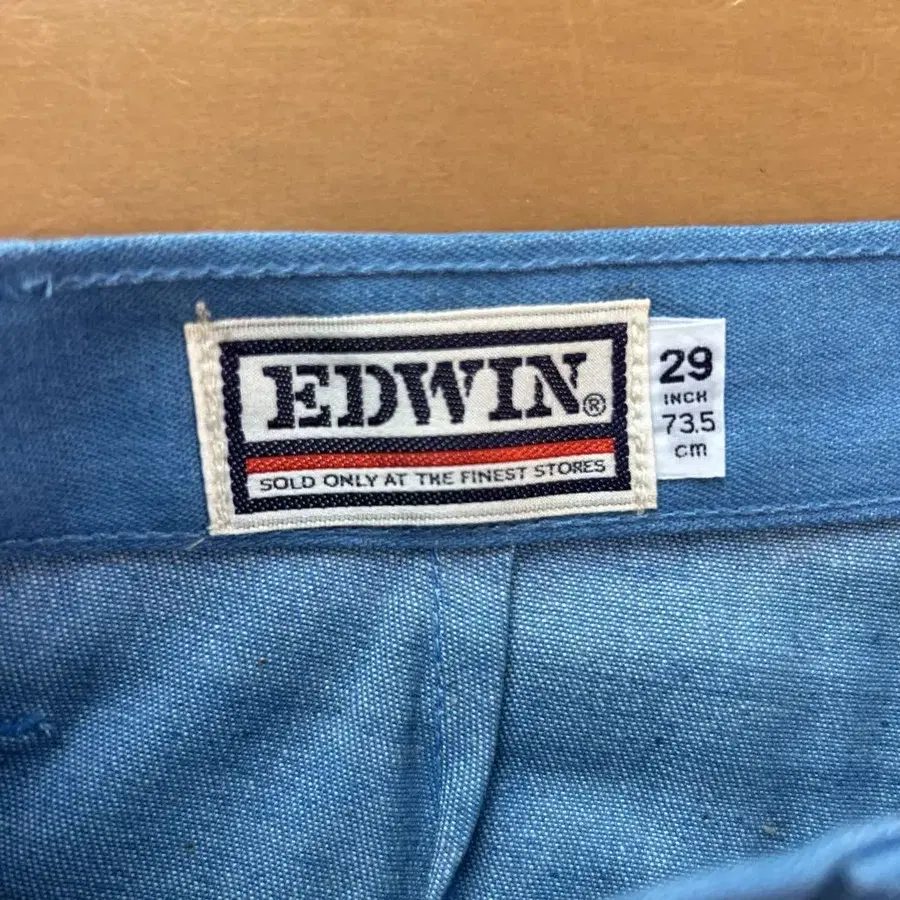 EDWIN®
SOLD ONLY AT THE FINEST STORES
29
INCH
73.5
cm